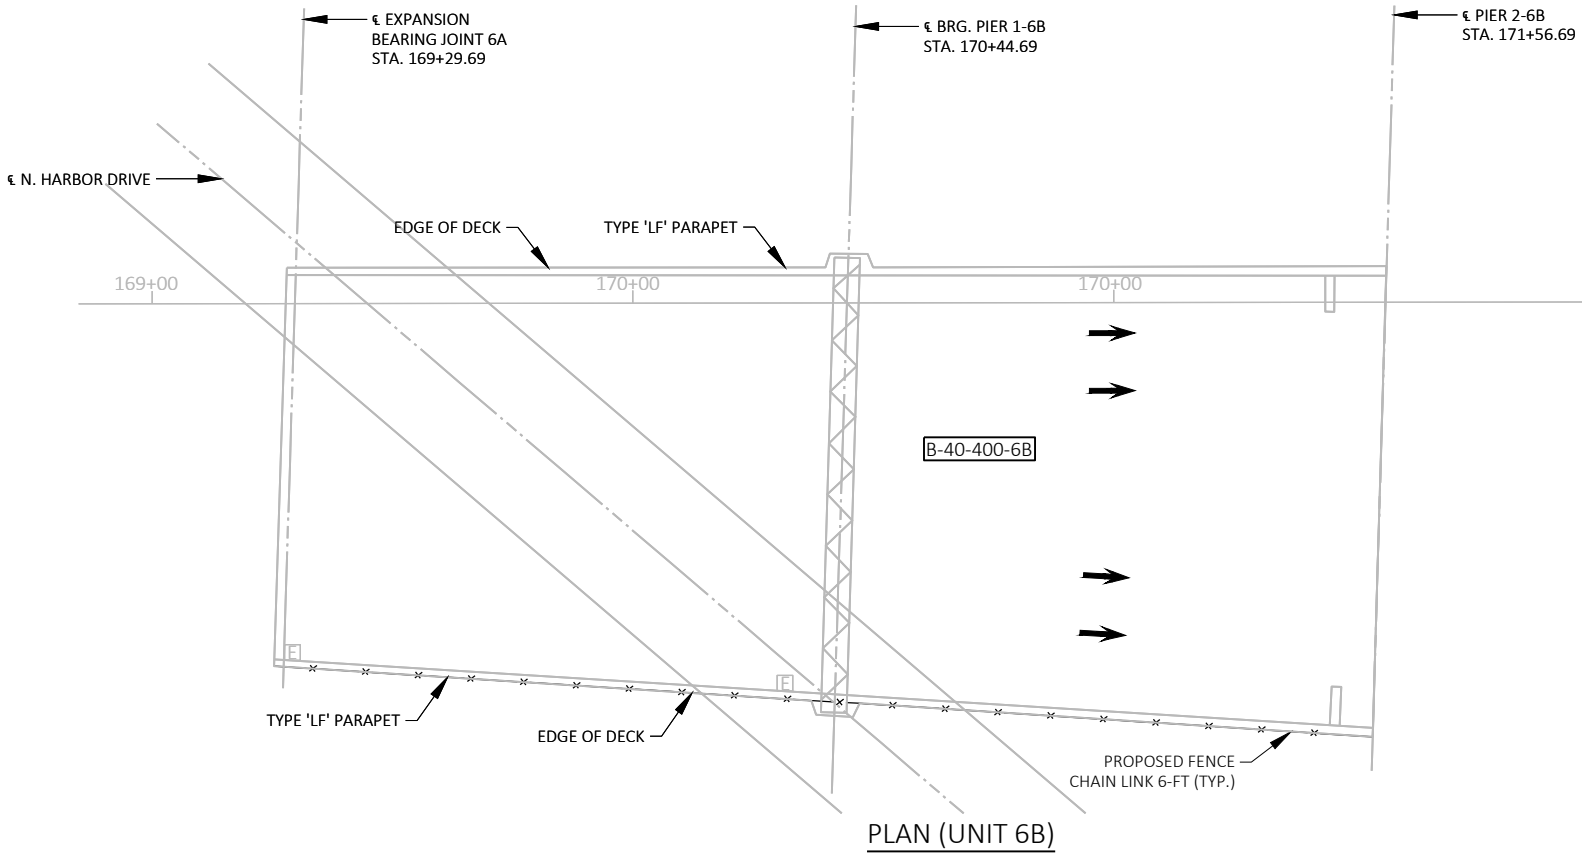 ℄ EXPANSION
BEARING JOINT 6A
STA. 169+29.69
℄ BRG. PIER 1-6B
STA. 170+44.69
℄ PIER 2-6B
STA. 171+56.69
℄ N. HARBOR DRIVE
EDGE OF DECK
TYPE 'LF' PARAPET
169+00
170+00
170+00
B-40-400-6B
E
E
TYPE 'LF' PARAPET
EDGE OF DECK
PROPOSED FENCE
CHAIN LINK 6-FT (TYP.)
PLAN (UNIT 6B)